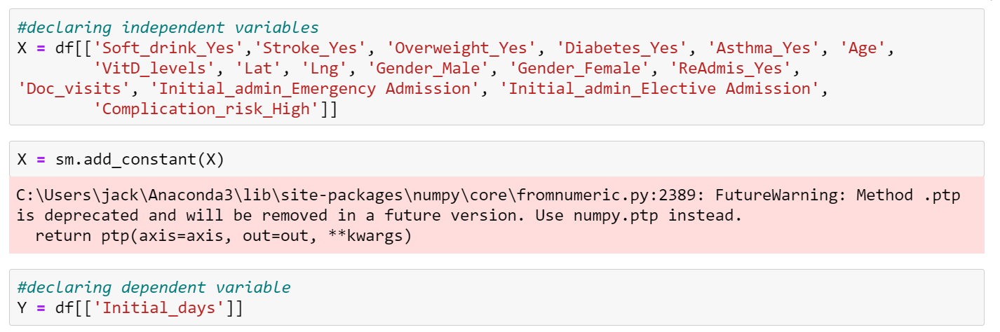 #declaring independent variables
X = df[['Soft_drink_Yes','Stroke_Yes', 'Overweight_Yes', 'Diabetes_Yes', 'Asthma_Yes', 'Age',
'VitD_levels', 'Lat', 'Lng', 'Gender_Male', 'Gender_Female', 'ReAdmis_Yes',
'Doc_visits', 'Initial_admin_Emergency Admission', 'Initial_admin_Elective Admission',
'Complication_risk_High']]
X = sm.add_constant(X)
C:\Users\jack\Anaconda3\lib\site-packages\numpy\core\fromnumeric.py:2389: FutureWarning: Method .ptp
is deprecated and will be removed in a future version. Use numpy.ptp instead.
return ptp(axis=axis, out=out, **kwargs)
#declaring dependent variable
Y = df[['Initial_days']]